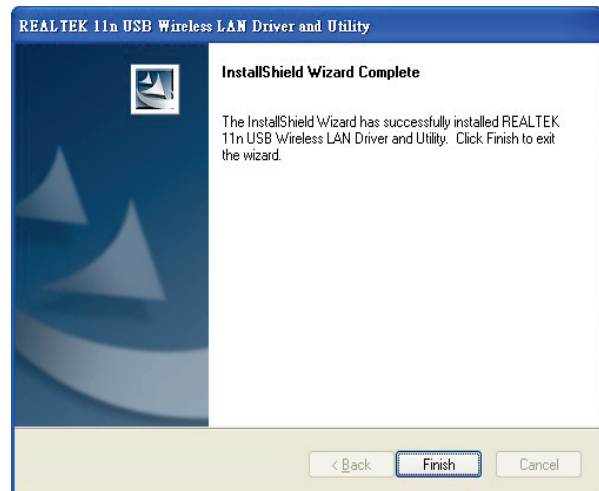 REALTEK 11n USB Wireless LAN Driver and Utility
InstallShield Wizard Complete
The InstallShield Wizard has successfully installed REALTEK
11n USB Wireless LAN Driver and Utility. Click Finish to exit
the wizard.
< Back
Finish
Cancel